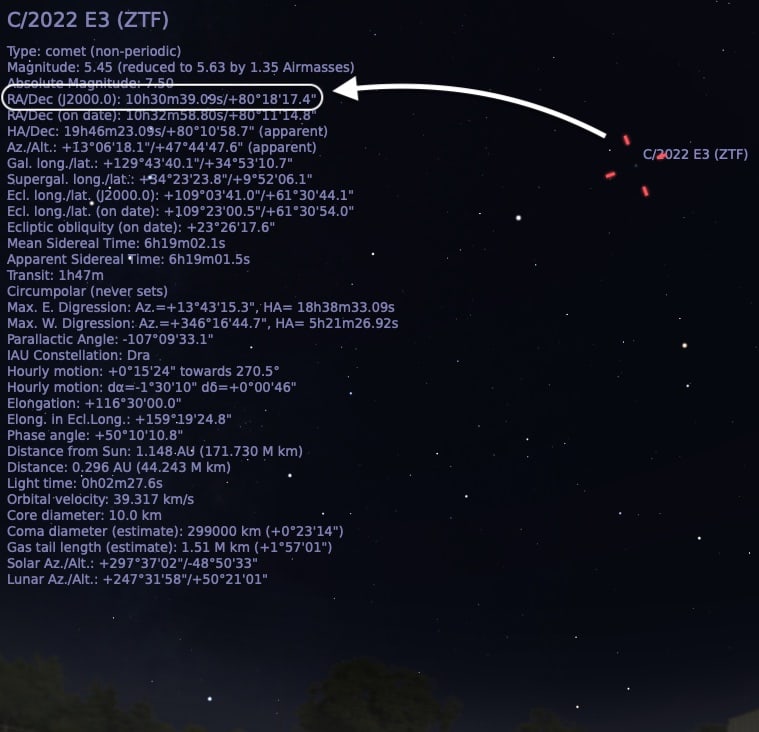 C/2022 E3 (ZTF)
Type: comet (non-periodic)
Magnitude: 5.45 (reduced to 5.63 by 1.35 Airmasses)
Absolute Magnitude: 7.50
RA/Dec (J2000.0): 10h30m39.09s/+80°18'17.4"
RA/Dec (on date): 10h32m58.80s/+80°11'14.8"
HA/Dec: 19h46m23.09s/+80°10'58.7" (apparent)
Az./Alt.: +13°06'18.1"/+47°44'47.6" (apparent)
C/2022 E3 (ZTF)
Gal. long./lat.: +129°43'40.1"/+34°53'10.7"
Supergal. long./lat.: +34°23'23.8"/+9°52'06.1"
Ecl. long./lat. (J2000.0): +109°03'41.0"/+61°30'44.1"
Ecl. long./lat. (on date): +109°23'00.5"/+61°30'54.0"
Ecliptic obliquity (on date): +23°26'17.6"
Mean Sidereal Time: 6h19m02.1s
Apparent Sidereal Time: 6h19m01.5s
Transit: 1h47m
Circumpolar (never sets)
Max. E. Digression: Az.=+13°43'15.3", HA= 18h38m33.09s
Max. W. Digression: Az.=+346°16'44.7", HA= 5h21m26.92s
Parallactic Angle: -107°09'33.1"
IAU Constellation: Dra
Hourly motion: +0°15'24" towards 270.5°
Hourly motion: dα=-1°30'10" dδ=+0°00'46"
Elongation: +116°30'00.0"
Elong. in Ecl.Long.: +159°19'24.8"
Phase angle: +50°10'10.8"
Distance from Sun: 1.148 AU (171.730 M km)
Distance: 0.296 AU (44.243 M km)
Light time: 0h02m27.6s
Orbital velocity: 39.317 km/s
Core diameter: 10.0 km
Coma diameter (estimate): 299000 km (+0°23'14")
Gas tail length (estimate): 1.51 M km (+1°57'01")
Solar Az./Alt.: +297°37'02"/-48°50'33"
Lunar Az./Alt.: +247°31'58"/+50°21'01"